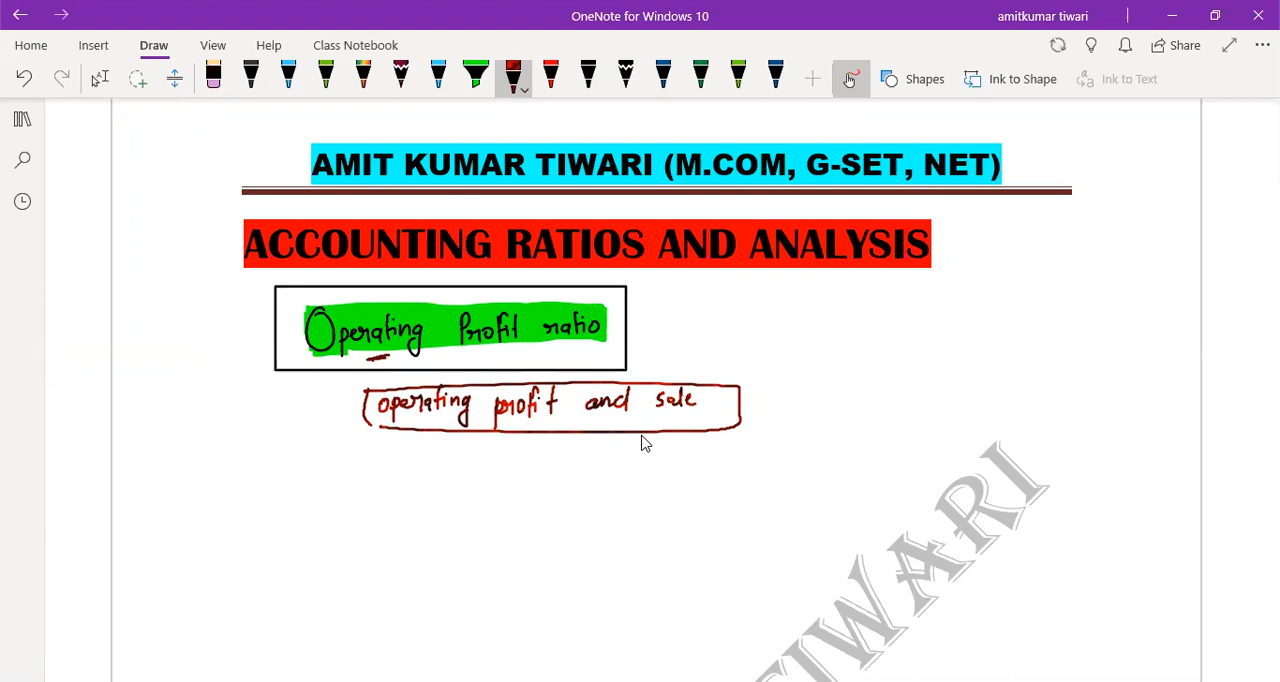 OneNote for Windows 10
amitkumar tiwari
Home Insert Draw View Help Class Notebook
Share
Shapes Ink to Shape Ink to Text
AMIT KUMAR TIWARI (M.COM, G-SET, NET)
ACCOUNTING RATIOS AND ANALYSIS
Operating Profit ratio
operating profit and sale
TIWARI